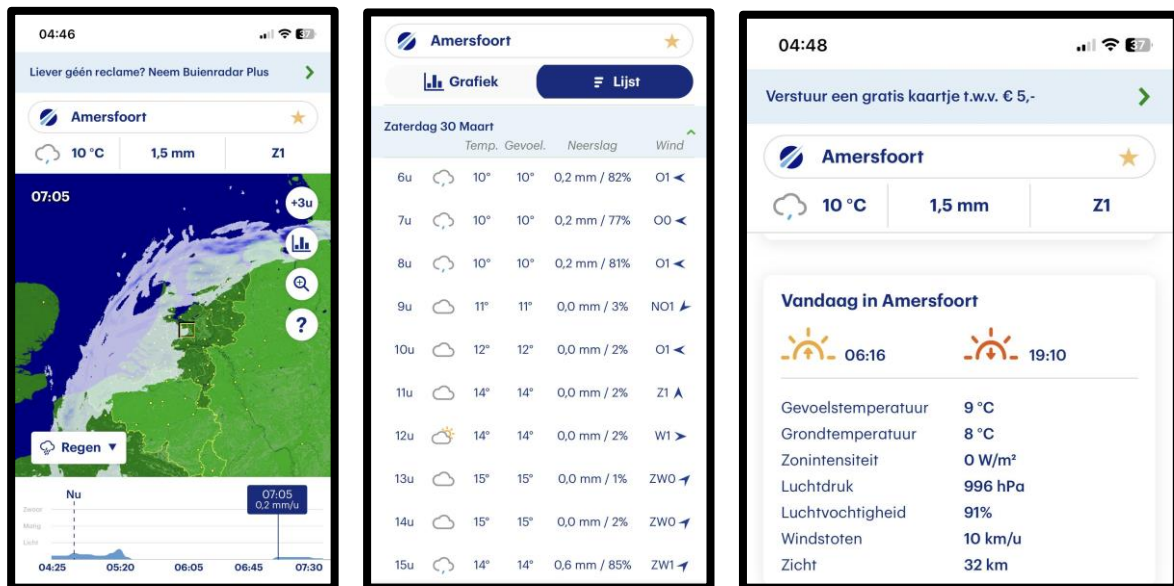 04:46
37
Liever géén reclame? Neem Buienradar Plus
Amersfoort
10 °C 1,5 mm Z1
07:05
+3u
?
Regen
Nu
07:05
0,2 mm/u
Zwaar
Matig
Licht
04:25 05:20 06:05 06:45 07:30
Amersfoort
Grafiek Lijst
Zaterdag 30 Maart
Temp. Gevoel. Neerslag Wind
6u 10° 10° 0,2 mm / 82% O1
7u 10° 10° 0,2 mm / 77% O0
8u 10° 10° 0,2 mm / 81% O1
9u 11° 11° 0,0 mm / 3% NO1
10u 12° 12° 0,0 mm / 2% O1
11u 14° 14° 0,0 mm / 2% Z1
12u 14° 14° 0,0 mm / 2% W1
13u 15° 15° 0,0 mm / 1% ZW0
14u 15° 15° 0,0 mm / 2% ZW0
15u 14° 14° 0,6 mm / 85% ZW1
04:48
37
Verstuur een gratis kaartje t.w.v. € 5,-
Amersfoort
10 °C 1,5 mm Z1
Vandaag in Amersfoort
06:16 19:10
Gevoelstemperatuur 9 °C
Grondtemperatuur 8 °C
Zonintensiteit 0 W/m²
Luchtdruk 996 hPa
Luchtvochtigheid 91%
Windstoten 10 km/u
Zicht 32 km